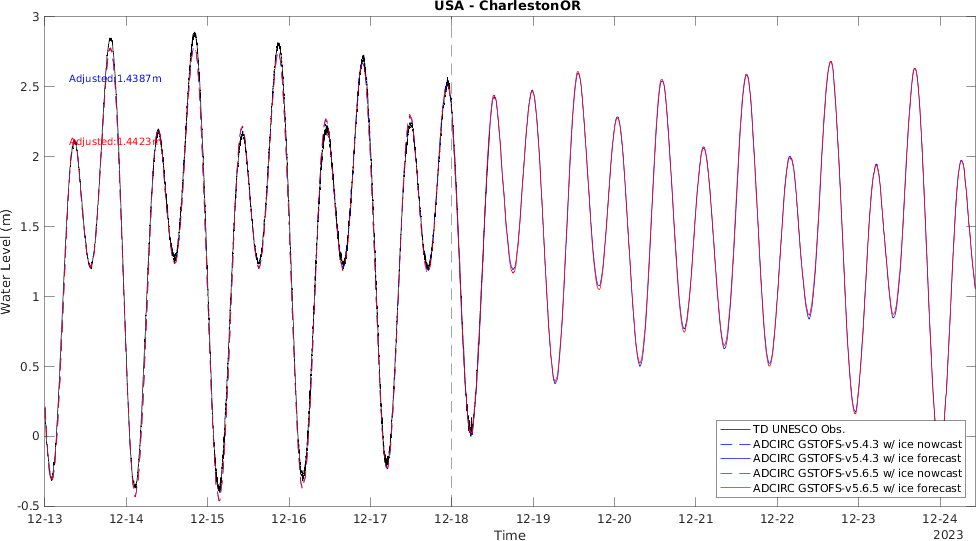 USA - CharlestonOR
Water Level (m)
3
2.5
2
1.5
1
0.5
0
-0.5
Adjusted:1.4387m
Adjusted:1.4423m
TD UNESCO Obs.
ADCIRC GSTOFS-v5.4.3 w/ ice nowcast
ADCIRC GSTOFS-v5.4.3 w/ ice forecast
ADCIRC GSTOFS-v5.6.5 w/ ice nowcast
ADCIRC GSTOFS-v5.6.5 w/ ice forecast
12-13 12-14 12-15 12-16 12-17 12-18 12-19 12-20 12-21 12-22 12-23 12-24
Time
2023